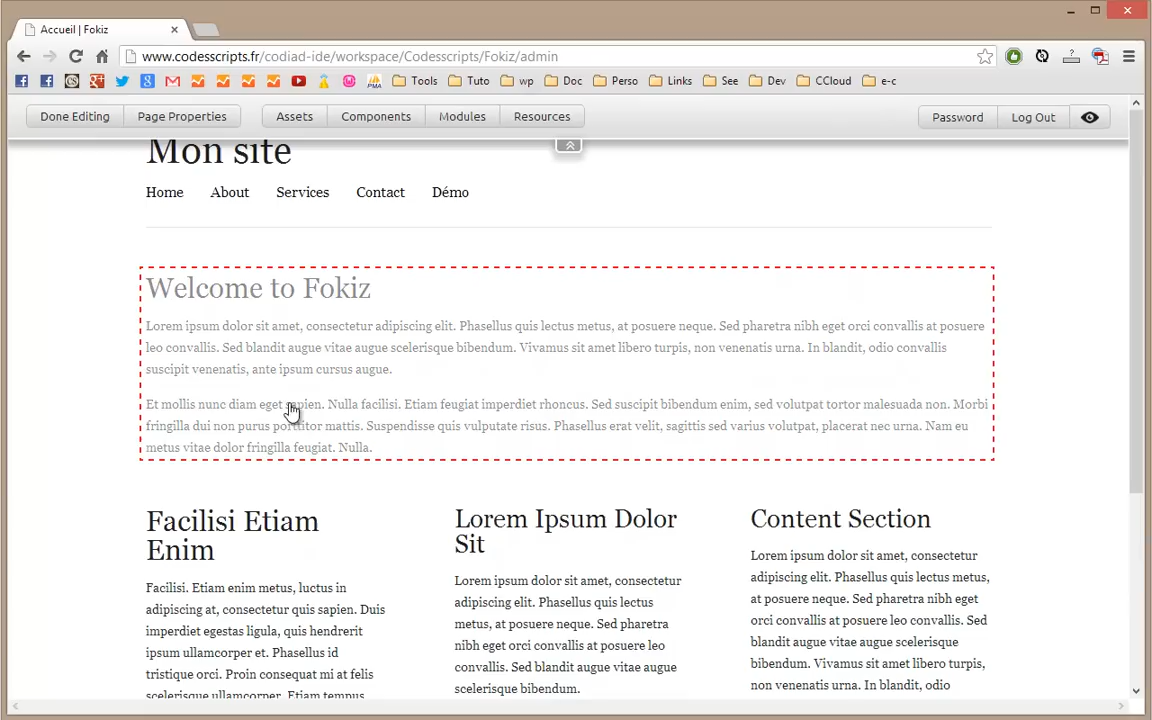 Accueil | Fokiz
www.codesscripts.fr/codiad-ide/workspace/Codesscripts/Fokiz/admin
Tools Tuto wp Doc Perso Links See Dev CCloud e-c
Done Editing Page Properties Assets Components Modules Resources Password Log Out
Mon site
Home About Services Contact Démo
Welcome to Fokiz
Lorem ipsum dolor sit amet, consectetur adipiscing elit. Phasellus quis lectus metus, at posuere neque. Sed pharetra nibh eget orci convallis at posuere
leo convallis. Sed blandit augue vitae augue scelerisque bibendum. Vivamus sit amet libero turpis, non venenatis urna. In blandit, odio convallis
suscipit venenatis, ante ipsum cursus augue.
Et mollis nunc diam eget sapien. Nulla facilisi. Etiam feugiat imperdiet rhoncus. Sed suscipit bibendum enim, sed volutpat tortor malesuada non. Morbi
fringilla dui non purus porttitor mattis. Suspendisse quis vulputate risus. Phasellus erat velit, sagittis sed varius volutpat, placerat nec urna. Nam eu
metus vitae dolor fringilla feugiat. Nulla.
Facilisi Etiam
Enim
Facilisi. Etiam enim metus, luctus in
adipiscing at, consectetur quis sapien. Duis
imperdiet egestas ligula, quis hendrerit
ipsum ullamcorper et. Phasellus id
tristique orci. Proin consequat mi at felis
scelerisque ullamcorper. Etiam tempus
Lorem Ipsum Dolor
Sit
Lorem ipsum dolor sit amet, consectetur
adipiscing elit. Phasellus quis lectus
metus, at posuere neque. Sed pharetra
nibh eget orci convallis at posuere leo
convallis. Sed blandit augue vitae augue
scelerisque bibendum.
Content Section
Lorem ipsum dolor sit amet, consectetur
adipiscing elit. Phasellus quis lectus metus,
at posuere neque. Sed pharetra nibh eget
orci convallis at posuere leo convallis. Sed
blandit augue vitae augue scelerisque
bibendum. Vivamus sit amet libero turpis,
non venenatis urna. In blandit, odio